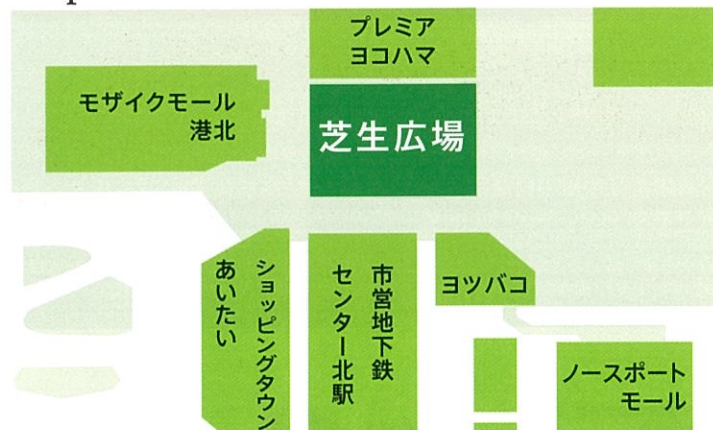 プレミア
ヨコハマ
モザイクモール
港北
芝生広場
ショッピングタウン
あいたい
市営地下鉄
センター北駅
ヨツバコ
ノースポート
モール